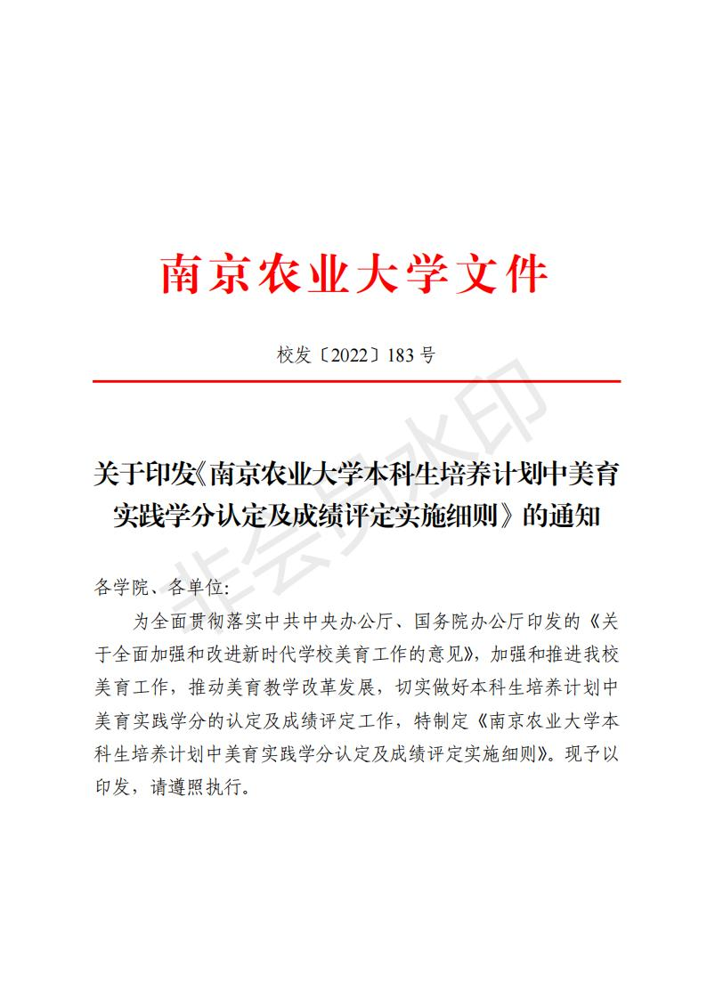 南京农业大学文件
校发〔2022〕183 号
关于印发《南京农业大学本科生培养计划中美育
实践学分认定及成绩评定实施细则》的通知
各学院、各单位：
为全面贯彻落实中共中央办公厅、国务院办公厅印发的《关
于全面加强和改进新时代学校美育工作的意见》，加强和推进我校
美育工作，推动美育教学改革发展，切实做好本科生培养计划中
美育实践学分的认定及成绩评定工作，特制定《南京农业大学本
科生培养计划中美育实践学分认定及成绩评定实施细则》。现予以
印发，请遵照执行。
非会员水印